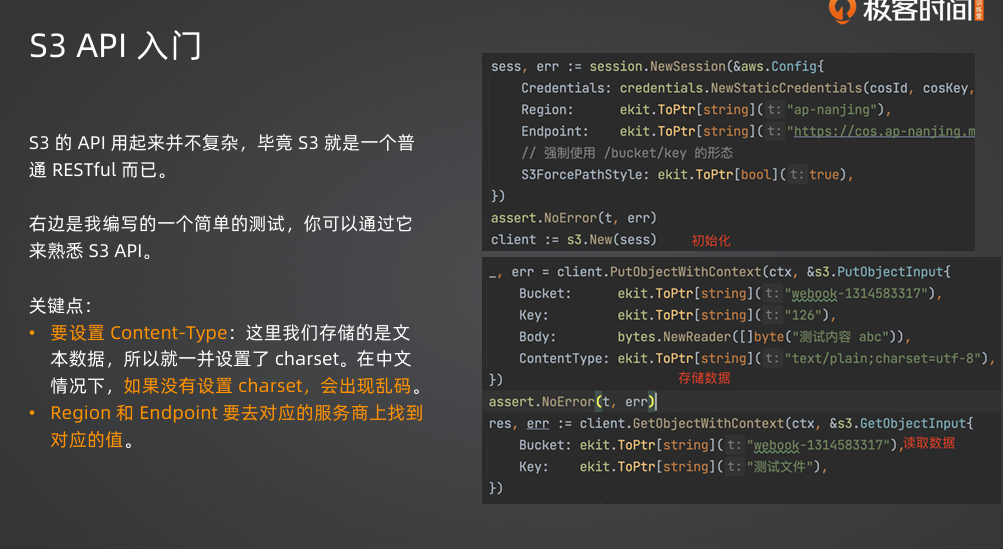 极客时间
训练营
S3 API 入门
S3 的 API 用起来并不复杂，毕竟 S3 就是一个普
通 RESTful 而已。
右边是我编写的一个简单的测试，你可以通过它
来熟悉 S3 API。
关键点：
• 要设置 Content-Type：这里我们存储的是文
本数据，所以就一并设置了 charset。在中文
情况下，如果没有设置 charset，会出现乱码。
• Region 和 Endpoint 要去对应的服务商上找到
对应的值。
sess, err := session.NewSession(&aws.Config{
Credentials: credentials.NewStaticCredentials(cosId, cosKey,
Region: ekit.ToPtr[string]( t: "ap-nanjing"),
Endpoint: ekit.ToPtr[string]( t: "https://cos.ap-nanjing.m
// 强制使用 /bucket/key 的形态
S3ForcePathStyle: ekit.ToPtr[bool]( t: true),
})
assert.NoError(t, err)
client := s3.New(sess) 初始化
_, err = client.PutObjectWithContext(ctx, &s3.PutObjectInput{
Bucket: ekit.ToPtr[string]( t: "webook-1314583317"),
Key: ekit.ToPtr[string]( t: "126"),
Body: bytes.NewReader([]byte("测试内容 abc")),
ContentType: ekit.ToPtr[string]( t: "text/plain;charset=utf-8"),
}) 存储数据
assert.NoError(t, err)
res, err := client.GetObjectWithContext(ctx, &s3.GetObjectInput{
Bucket: ekit.ToPtr[string]( t: "webook-1314583317"), 读取数据
Key: ekit.ToPtr[string]( t: "测试文件"),
})